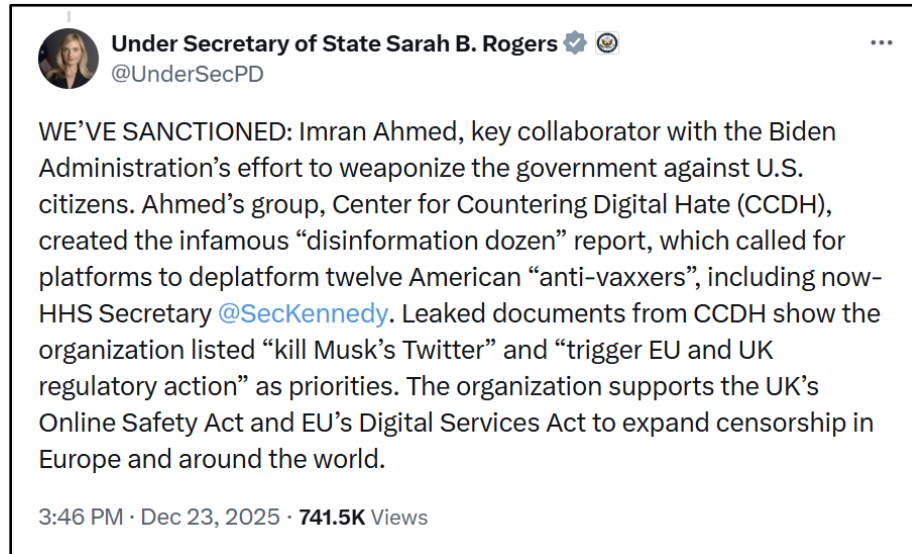 Under Secretary of State Sarah B. Rogers
@UnderSecPD
WE’VE SANCTIONED: Imran Ahmed, key collaborator with the Biden
Administration’s effort to weaponize the government against U.S.
citizens. Ahmed’s group, Center for Countering Digital Hate (CCDH),
created the infamous “disinformation dozen” report, which called for
platforms to deplatform twelve American “anti-vaxxers”, including now-
HHS Secretary @SecKennedy. Leaked documents from CCDH show the
organization listed “kill Musk’s Twitter” and “trigger EU and UK
regulatory action” as priorities. The organization supports the UK’s
Online Safety Act and EU’s Digital Services Act to expand censorship in
Europe and around the world.
3:46 PM · Dec 23, 2025 · 741.5K Views